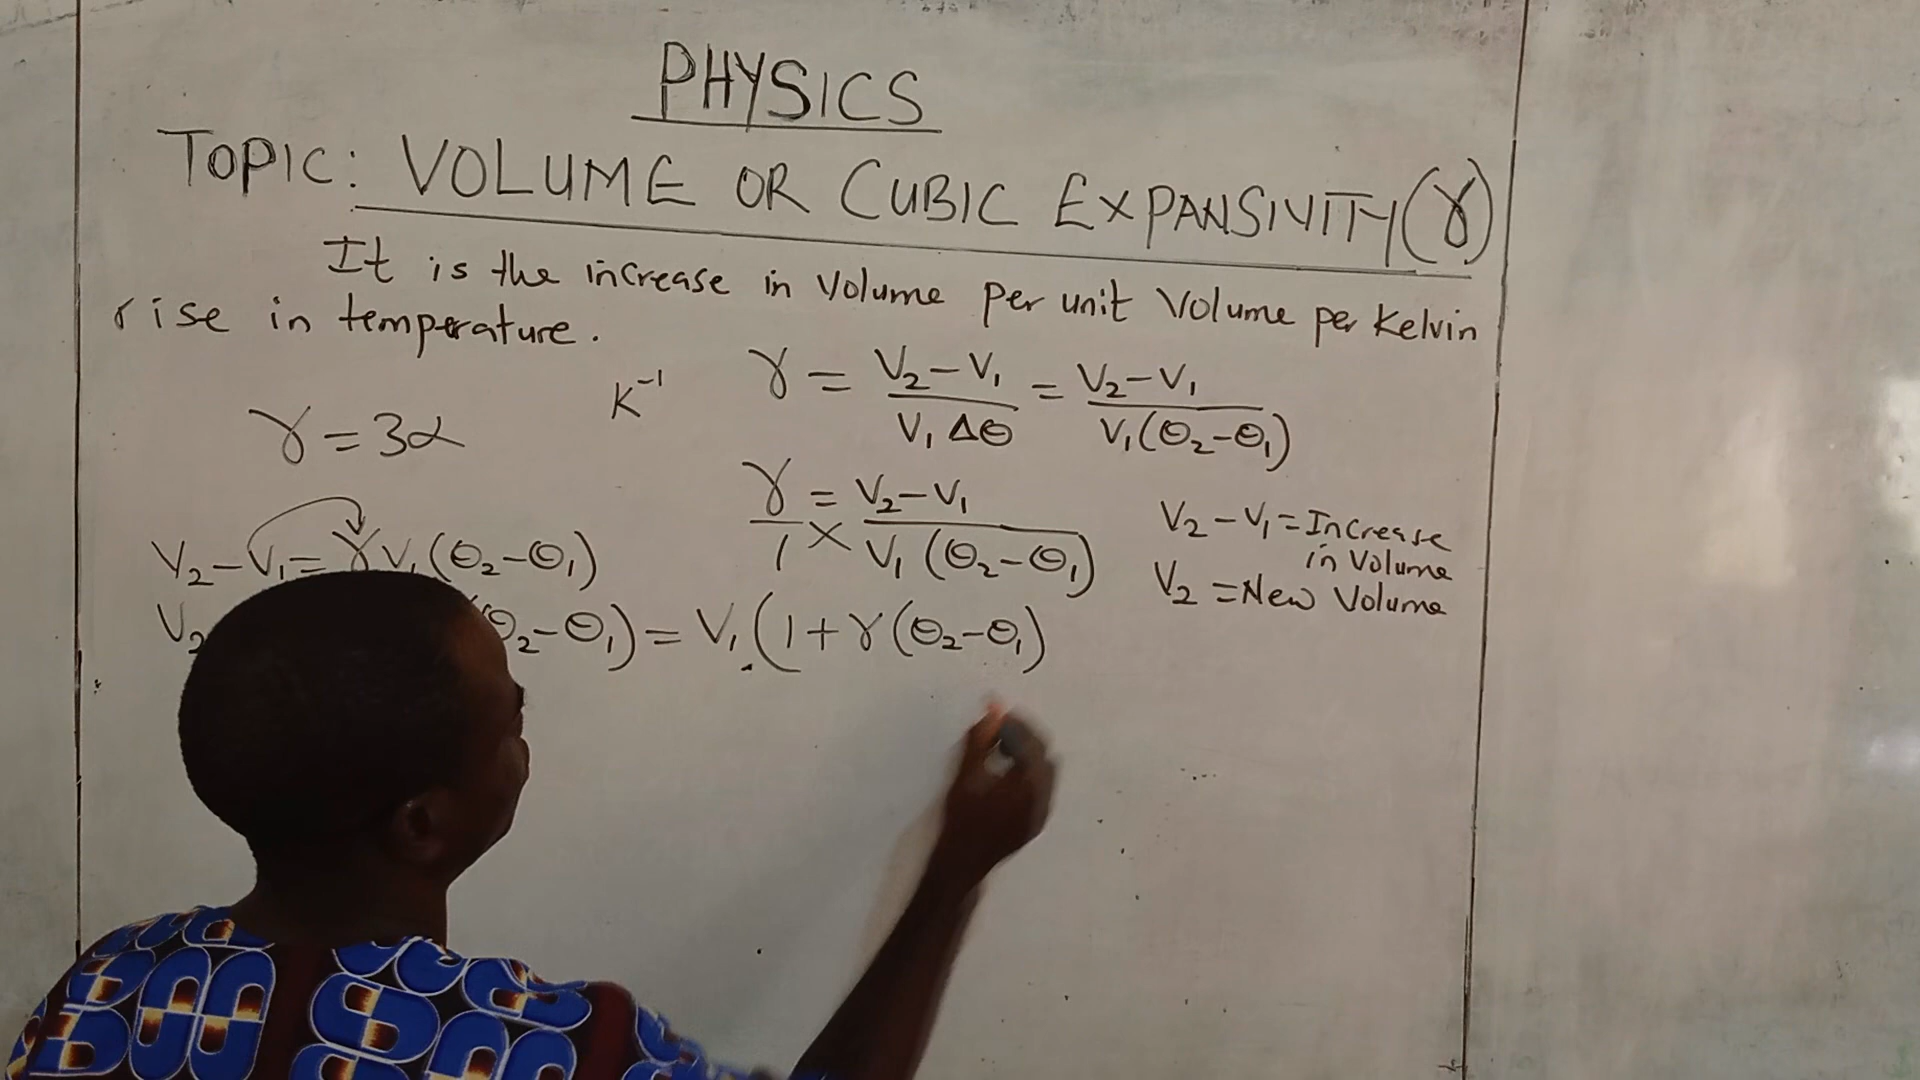 PHYSICS
TOPIC: VOLUME OR CUBIC EXPANSIVITY(γ)
It is the increase in Volume per unit Volume per Kelvin
rise in temperature.
K⁻¹
γ = V₂-V₁/V₁Δθ = V₂-V₁/V₁(θ₂-θ₁)
γ = 3α
γ/1 × = V₂-V₁/V₁(θ₂-θ₁)
V₂-V₁ = Increase
in Volume
V₂ = New Volume
V₂-V₁ = γV₁(θ₂-θ₁)
V₂ θ₂-θ₁) = V₁(1+γ(θ₂-θ₁)